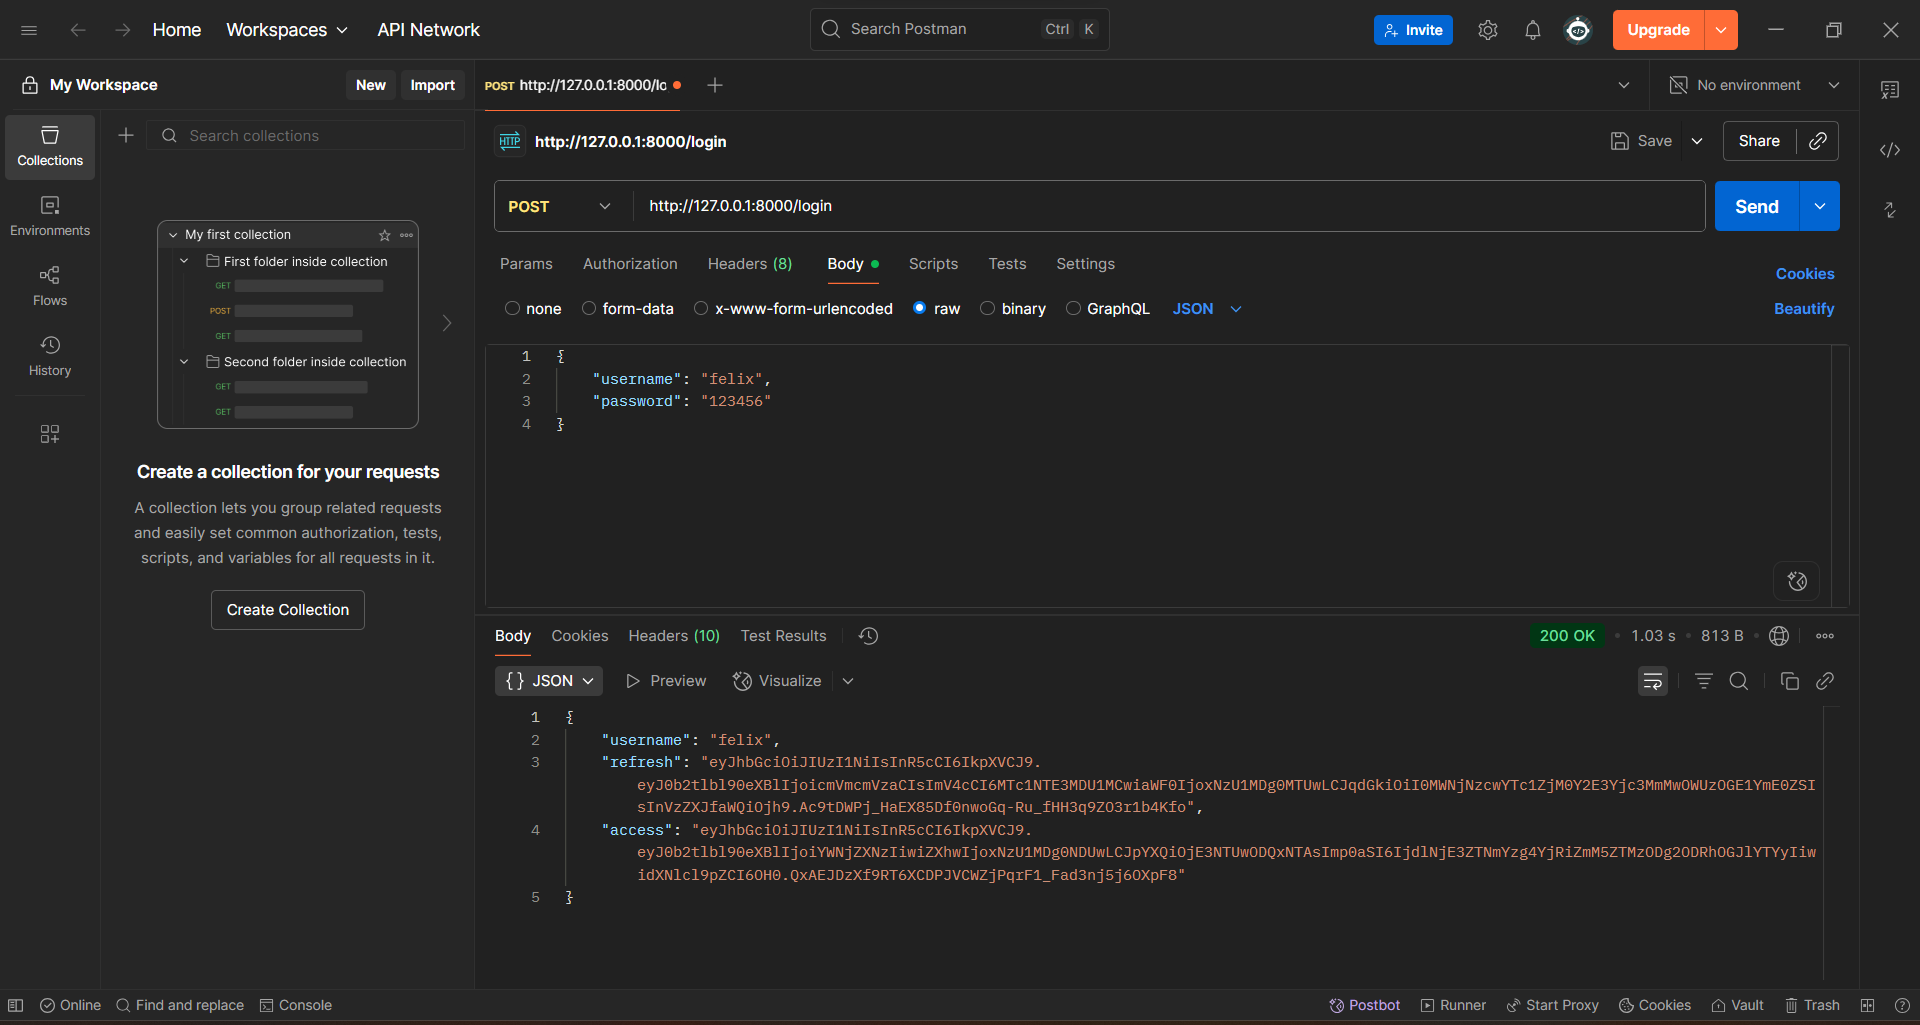 Home Workspaces API Network Search Postman Ctrl K Invite Upgrade
My Workspace New Import POST http://127.0.0.1:8000/lo No environment
Collections
Search collections
Environments
Flows
History
My first collection
First folder inside collection
GET
POST
GET
Second folder inside collection
GET
GET
Create a collection for your requests
A collection lets you group related requests
and easily set common authorization, tests,
scripts, and variables for all requests in it.
Create Collection
HTTP http://127.0.0.1:8000/login Save Share
POST http://127.0.0.1:8000/login Send
Params Authorization Headers (8) Body Scripts Tests Settings Cookies
none form-data x-www-form-urlencoded raw binary GraphQL JSON Beautify
1 {
2 "username": "felix",
3 "password": "123456"
4 }
Body Cookies Headers (10) Test Results 200 OK 1.03 s 813 B
{} JSON Preview Visualize
1 {
2 "username": "felix",
3 "refresh": "eyJhbGciOiJIUzI1NiIsInR5cCI6IkpXVCJ9.
eyJ0b2tlbl90eXBlIjoicmVmcmVzaCIsImV4cCI6MTc1NTE3MDU1MCwiaWF0IjoxNzU1MDg0MTUwLCJqdGkiOiI0MWNjNzcwYTc1ZjM0Y2E3Yjc3MmMwOWUzOGE1YmE0ZSI
sInVzZXJfaWQiOjh9.Ac9tDWPj_HaEX85Df0nwoGq-Ru_fHH3q9ZO3r1b4Kfo",
4 "access": "eyJhbGciOiJIUzI1NiIsInR5cCI6IkpXVCJ9.
eyJ0b2tlbl90eXBlIjoiYWNjZXNzIiwiZXhwIjoxNzU1MDg0NDUwLCJpYXQiOjE3NTUwODQxNTAsImp0aSI6IjdlNjE3ZTNmYzg4YjRiZmM5ZTMzODg2ODRhOGJlYTYyIiw
idXNlcl9pZCI6OH0.QxAEJDzXf9RT6XCDPJVCWZjPqrF1_Fad3nj5j6OXpF8"
5 }
Online Find and replace Console Postbot Runner Start Proxy Cookies Vault Trash